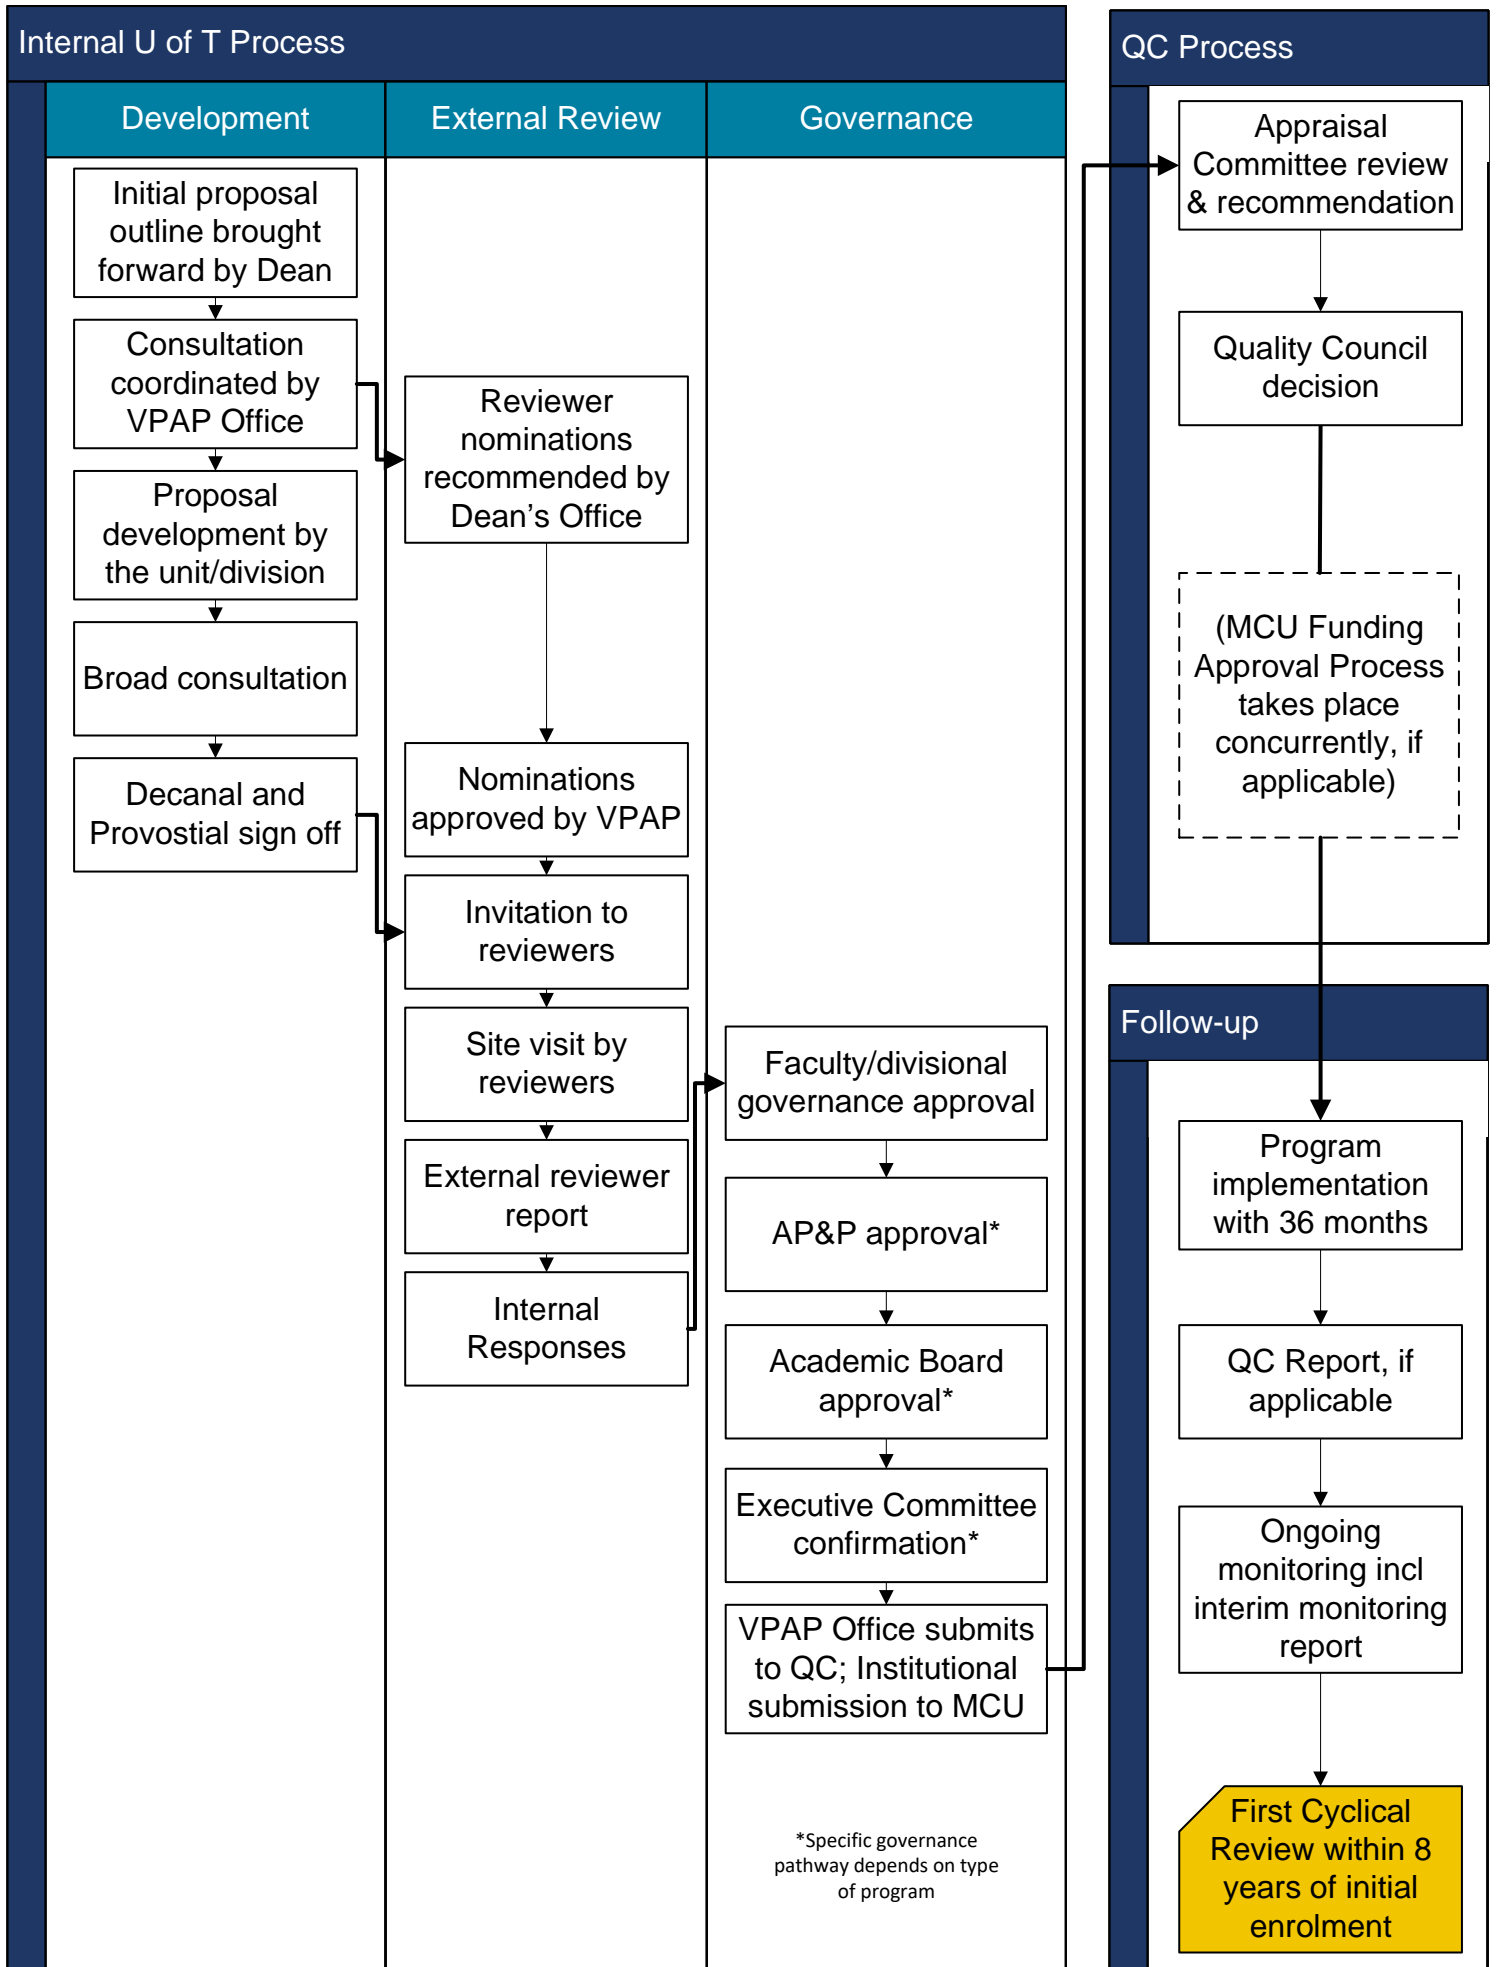 Internal U of T Process
Development
External Review
Governance
Initial proposal
outline brought
forward by Dean
Consultation
coordinated by
VPAP Office
Proposal
development by
the unit/division
Broad consultation
Decanal and
Provostial sign off
Reviewer
nominations
recommended by
Dean’s Office
Nominations
approved by VPAP
Invitation to
reviewers
Site visit by
reviewers
External reviewer
report
Internal
Responses
Faculty/divisional
governance approval
AP&P approval*
Academic Board
approval*
Executive Committee
confirmation*
VPAP Office submits
to QC; Institutional
submission to MCU
*Specific governance
pathway depends on type
of program
QC Process
Appraisal
Committee review
& recommendation
Quality Council
decision
(MCU Funding
Approval Process
takes place
concurrently, if
applicable)
Follow-up
Program
implementation
with 36 months
QC Report, if
applicable
Ongoing
monitoring incl
interim monitoring
report
First Cyclical
Review within 8
years of initial
enrolment